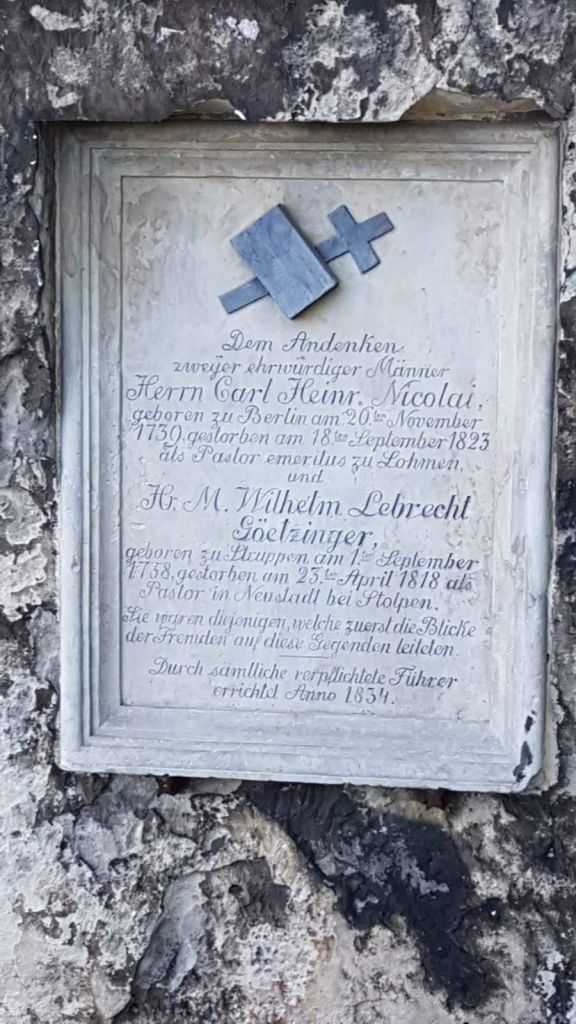 Dem Andenken
zweyer ehrwürdiger Männer
Herrn Carl Heinr. Nicolai,
geboren zu Berlin am 20.ten November
1739, gestorben am 18.ten September 1823
als Pastor emeritus zu Lohmen,
und
Hr. M. Wilhelm Lebrecht
Göetzinger,
geboren zu Struppen am 1.ten September
1758, gestorben am 23.ten April 1818 als
Pastor in Neustadt bei Stolpen.
Sie waren diejenigen, welche zuerst die Blicke
der Fremden auf diese Gegenden leiteten.
Durch sämtliche verpflichtete Führer
errichtet Anno 1834.